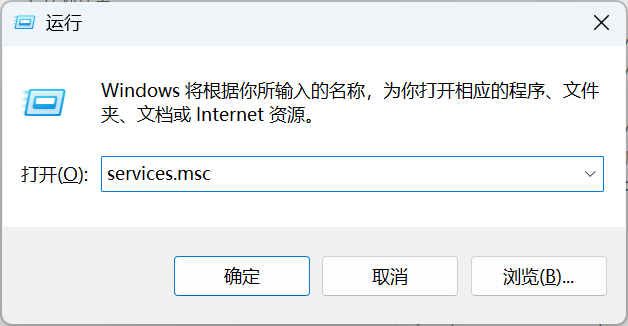 运行
Windows 将根据你所输入的名称，为你打开相应的程序、文件
夹、文档或 Internet 资源。
打开(O): services.msc
确定 取消 浏览(B)...